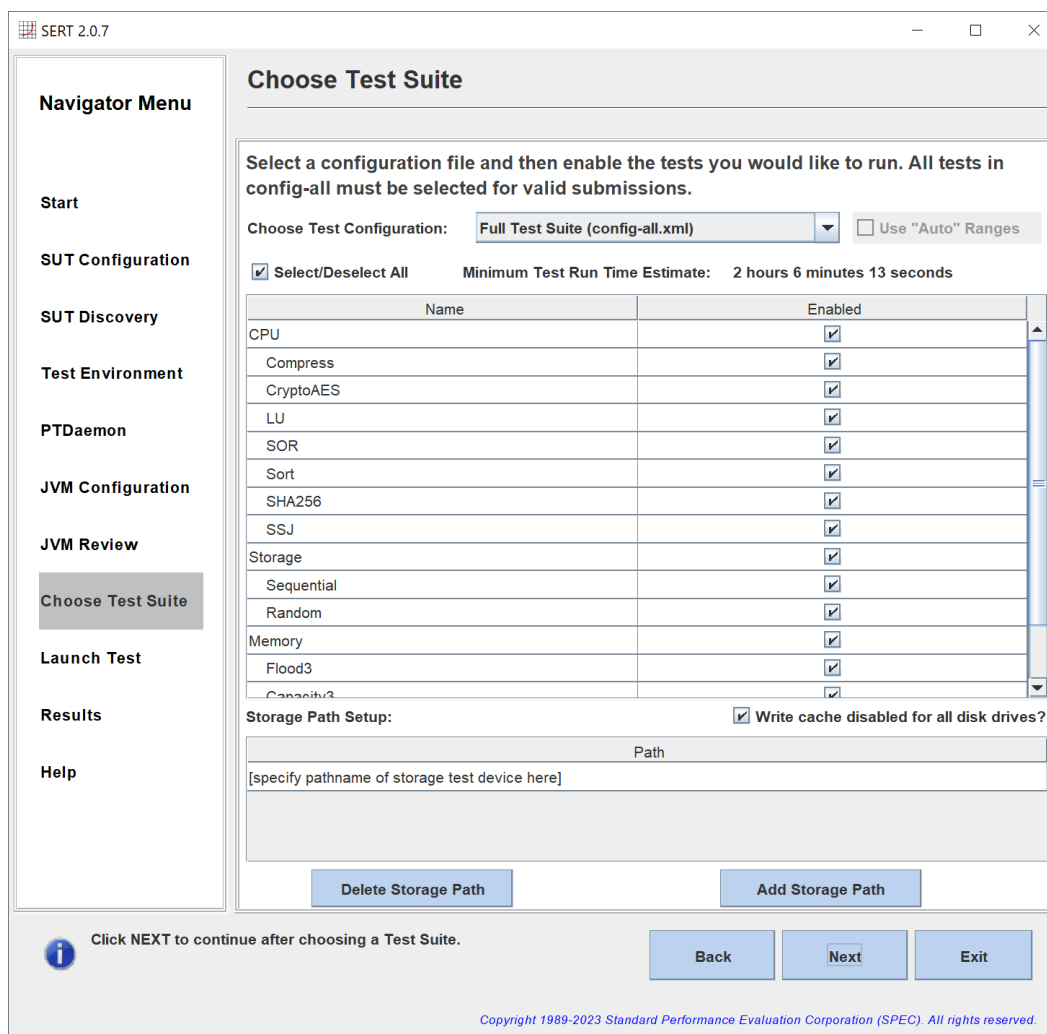 SERT 2.0.7
Navigator Menu
Start
SUT Configuration
SUT Discovery
Test Environment
PTDaemon
JVM Configuration
JVM Review
Choose Test Suite
Launch Test
Results
Help
Choose Test Suite
Select a configuration file and then enable the tests you would like to run. All tests in
config-all must be selected for valid submissions.
Choose Test Configuration: Full Test Suite (config-all.xml) Use "Auto" Ranges
Select/Deselect All Minimum Test Run Time Estimate: 2 hours 6 minutes 13 seconds
Name Enabled
CPU
Compress
CryptoAES
LU
SOR
Sort
SHA256
SSJ
Storage
Sequential
Random
Memory
Flood3
Capacity3
Storage Path Setup: Write cache disabled for all disk drives?
Path
[specify pathname of storage test device here]
Delete Storage Path Add Storage Path
Click NEXT to continue after choosing a Test Suite.
Back Next Exit
Copyright 1989-2023 Standard Performance Evaluation Corporation (SPEC). All rights reserved.